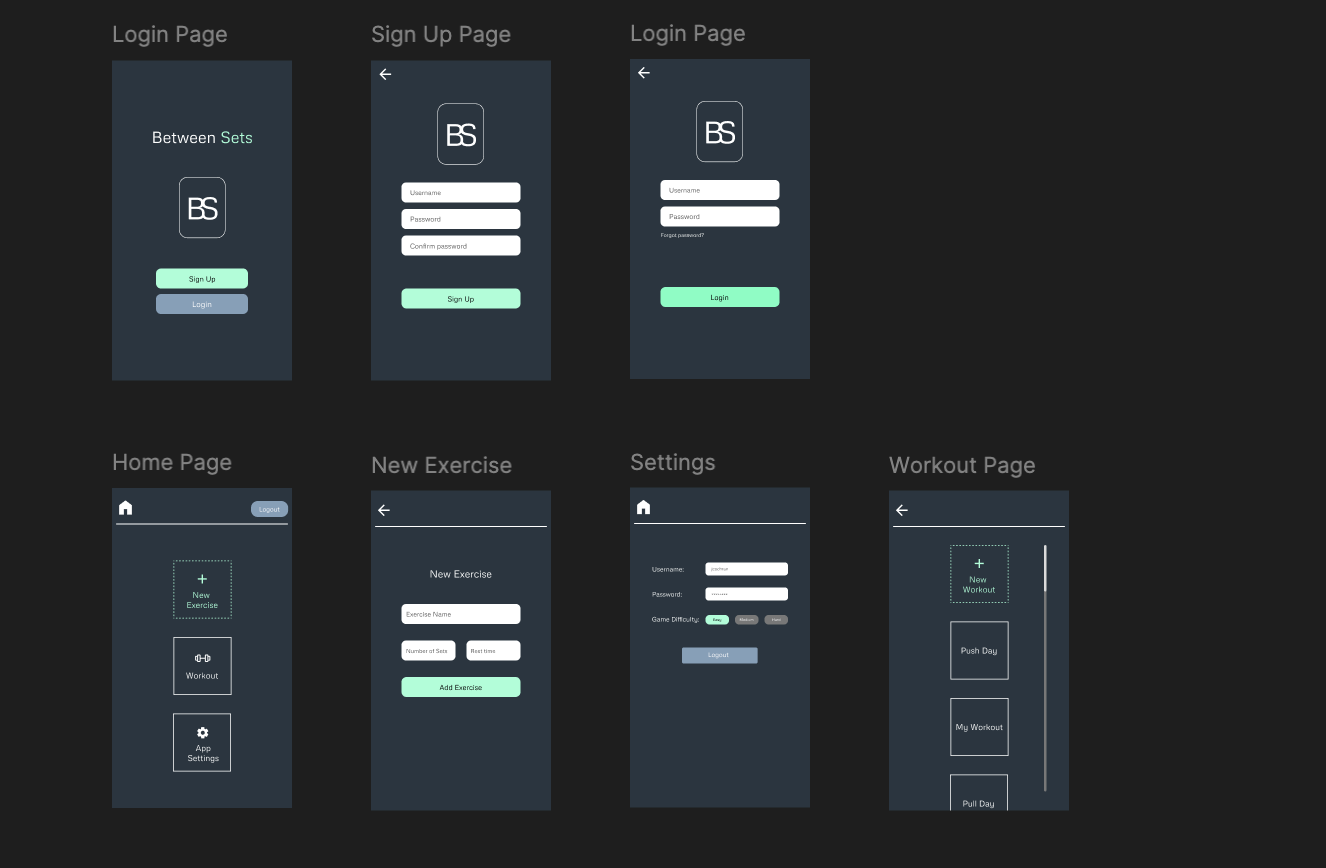 Login Page
Between Sets
BS
Sign Up
Login
Sign Up Page
BS
Username
Password
Confirm password
Sign Up
Login Page
BS
Username
Password
Forgot password?
Login
Home Page
Logout
New
Exercise
Workout
App
Settings
New Exercise
New Exercise
Exercise Name
Number of Sets
Rest time
Add Exercise
Settings
Username:
Password:
••••••••
Game Difficulty:
Easy
Medium
Hard
Logout
Workout Page
New
Workout
Push Day
My Workout
Pull Day